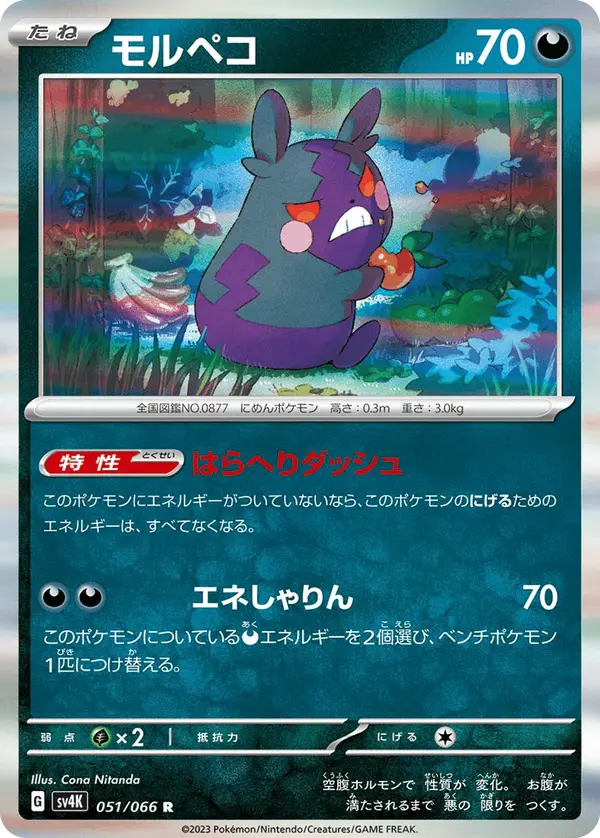 たね モルペコ HP70
全国図鑑NO.0877 にめんポケモン 高さ:0.3m 重さ:3.0kg
特性 とくせい はらへりダッシュ
このポケモンにエネルギーがついていないなら、このポケモンのにげるための
エネルギーは、すべてなくなる。
エネしゃりん 70
このポケモンについているエネルギーを2個選び、ベンチポケモン
1匹につけ替える。
弱点 ×2 抵抗力 にげる
Illus. Cona Nitanda
G sv4K 051/066 R
空腹ホルモンで 性質が 変化。 お腹が
満たされるまで 悪の 限りを つくす。
©2023 Pokémon/Nintendo/Creatures/GAME FREAK.